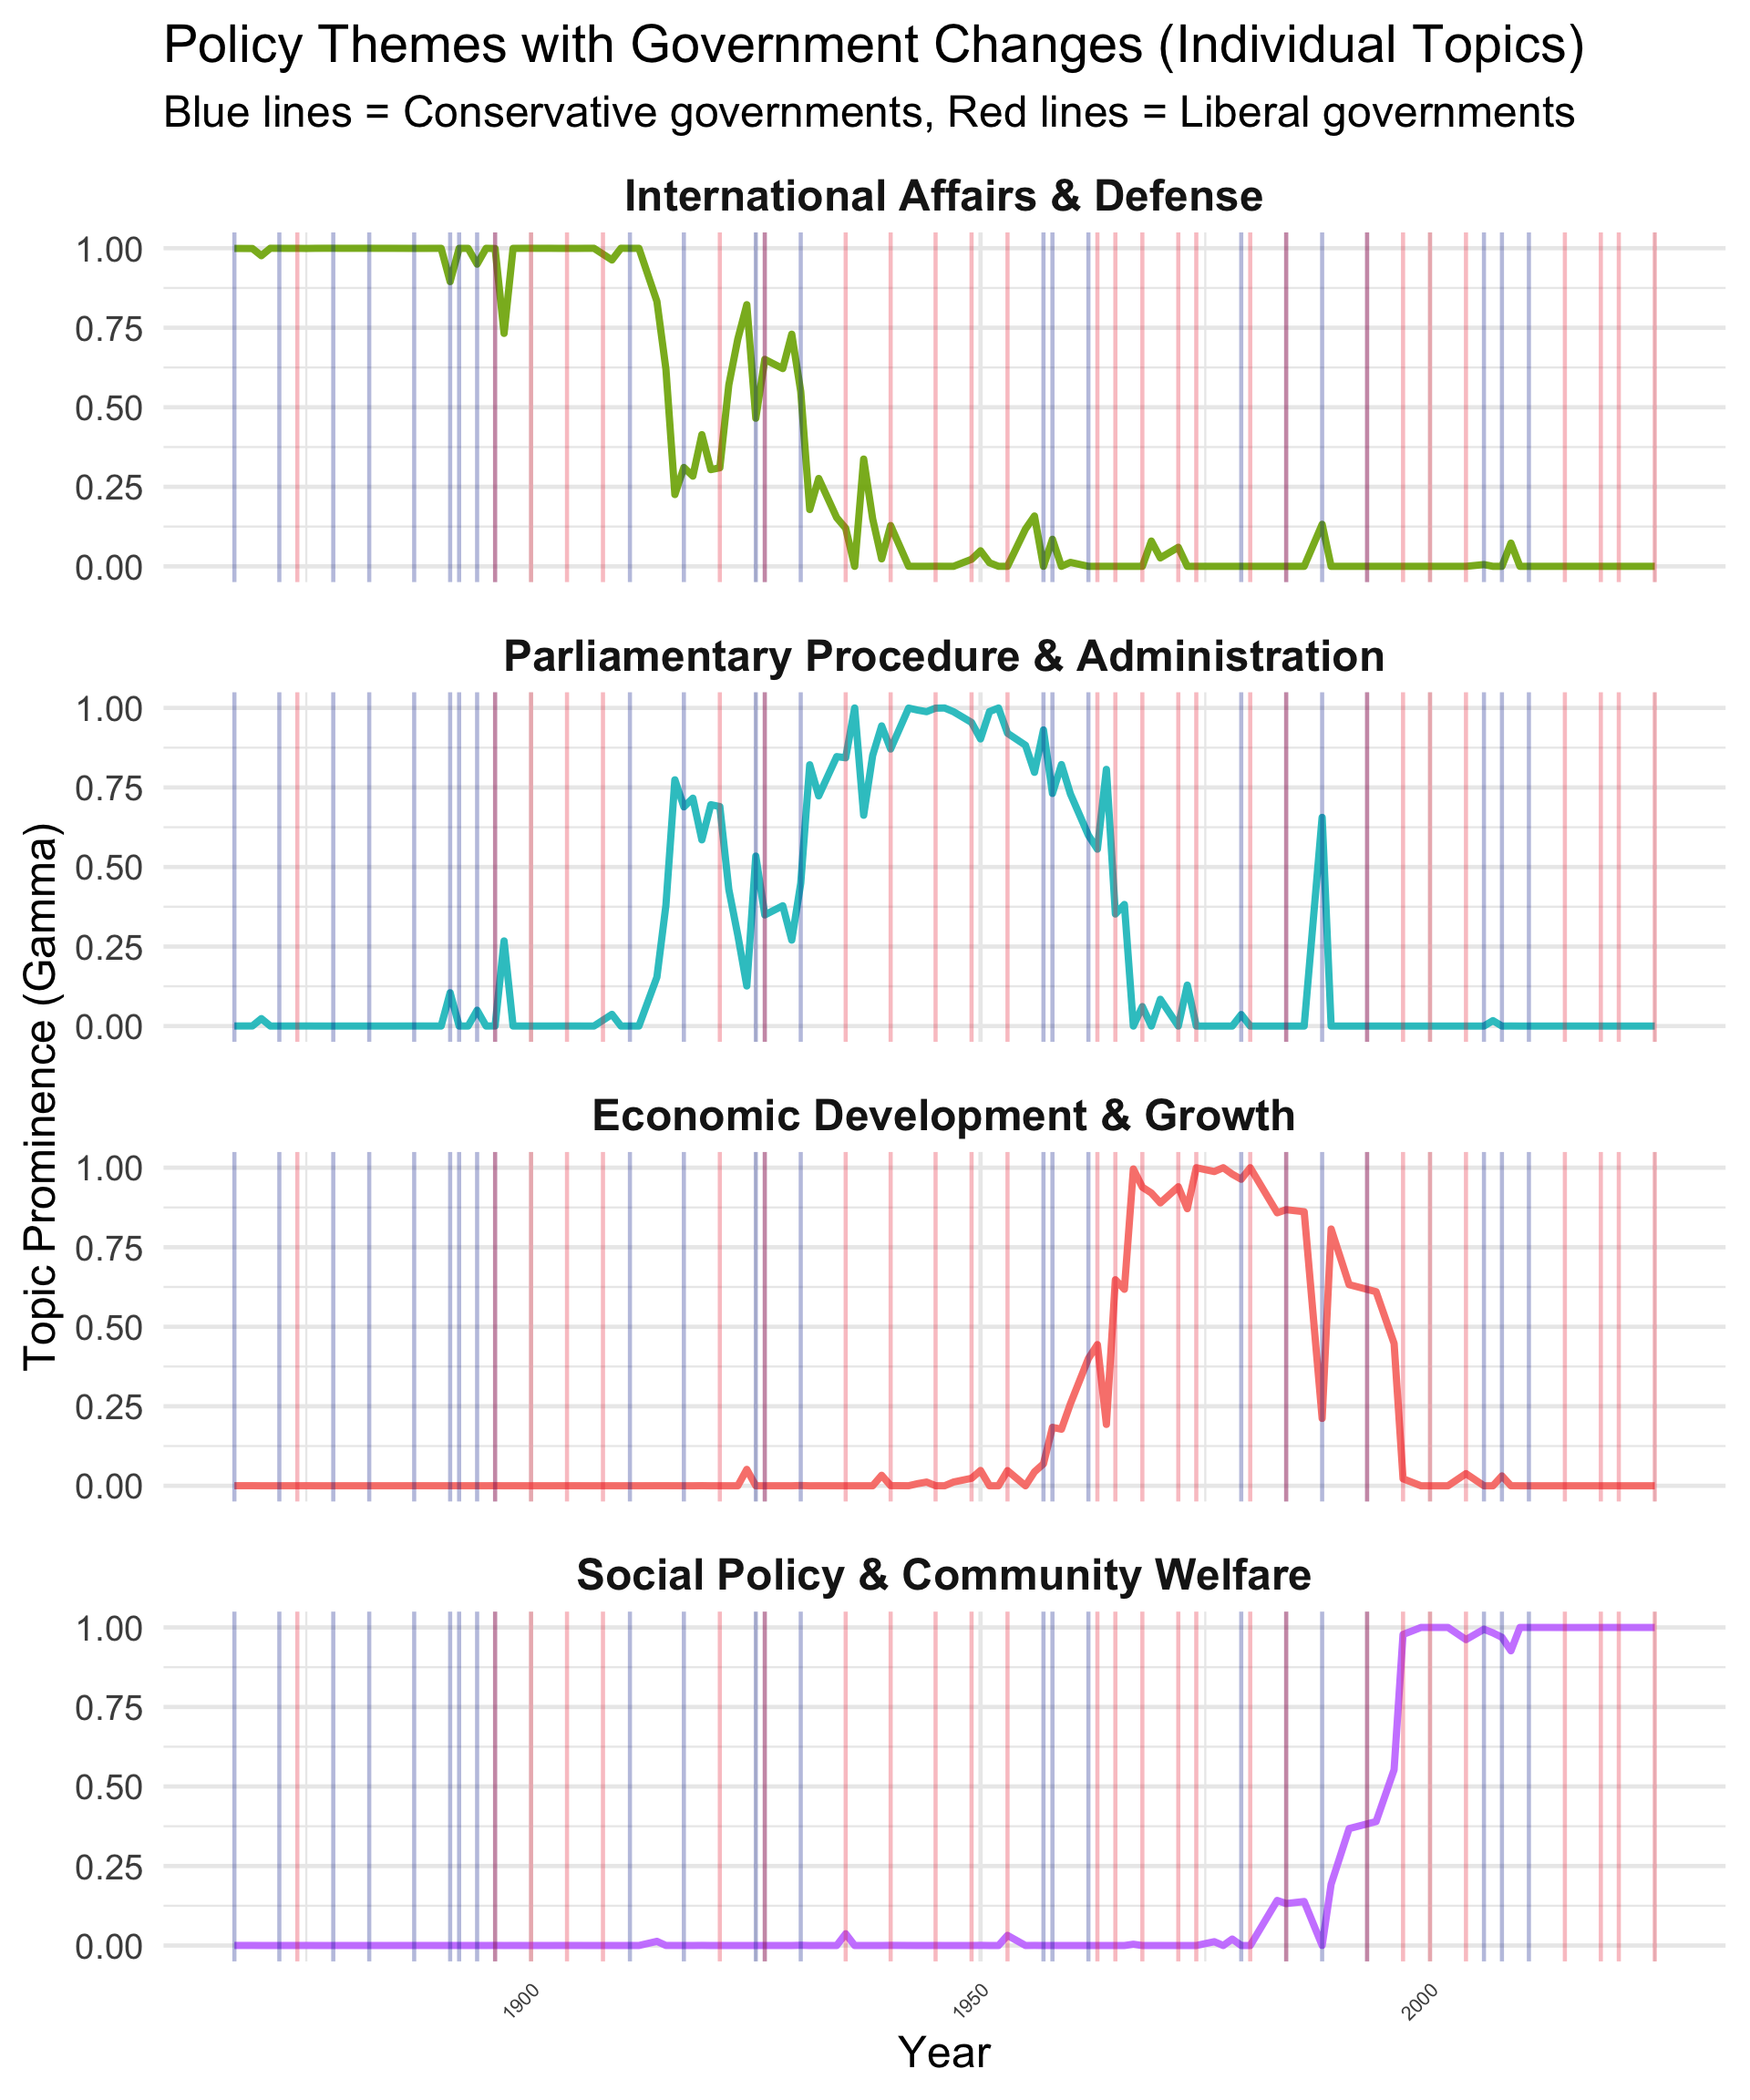 Policy Themes with Government Changes (Individual Topics)
Blue lines = Conservative governments, Red lines = Liberal governments
International Affairs & Defense
1.00
0.75
0.50
0.25
0.00
Parliamentary Procedure & Administration
1.00
0.75
0.50
0.25
0.00
Topic Prominence (Gamma)
Economic Development & Growth
1.00
0.75
0.50
0.25
0.00
Social Policy & Community Welfare
1.00
0.75
0.50
0.25
0.00
1900
1950
2000
Year